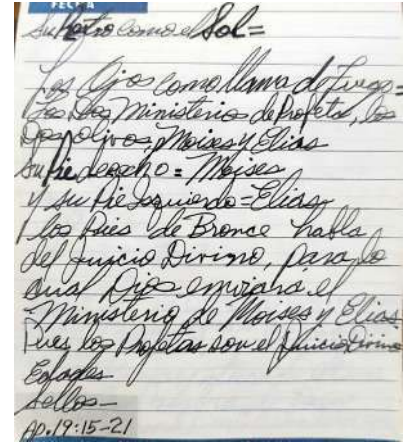 FECHA
Su Rostro como el Sol=
Los Ojos como llama de Fuego=
Los Dos Ministerios de Profeta, los
Dos olivos, Moises y Elias
Su Pie derecho = Moises
y su Pie Izquierdo = Elias
los Pies de Bronce habla
del Juicio Divino, para lo
cual Dios enviará el
Ministerio de Moises y Elias
Pues los Profetas son el Juicio Divino
Edades
Sellos-
AP. 19:15-21